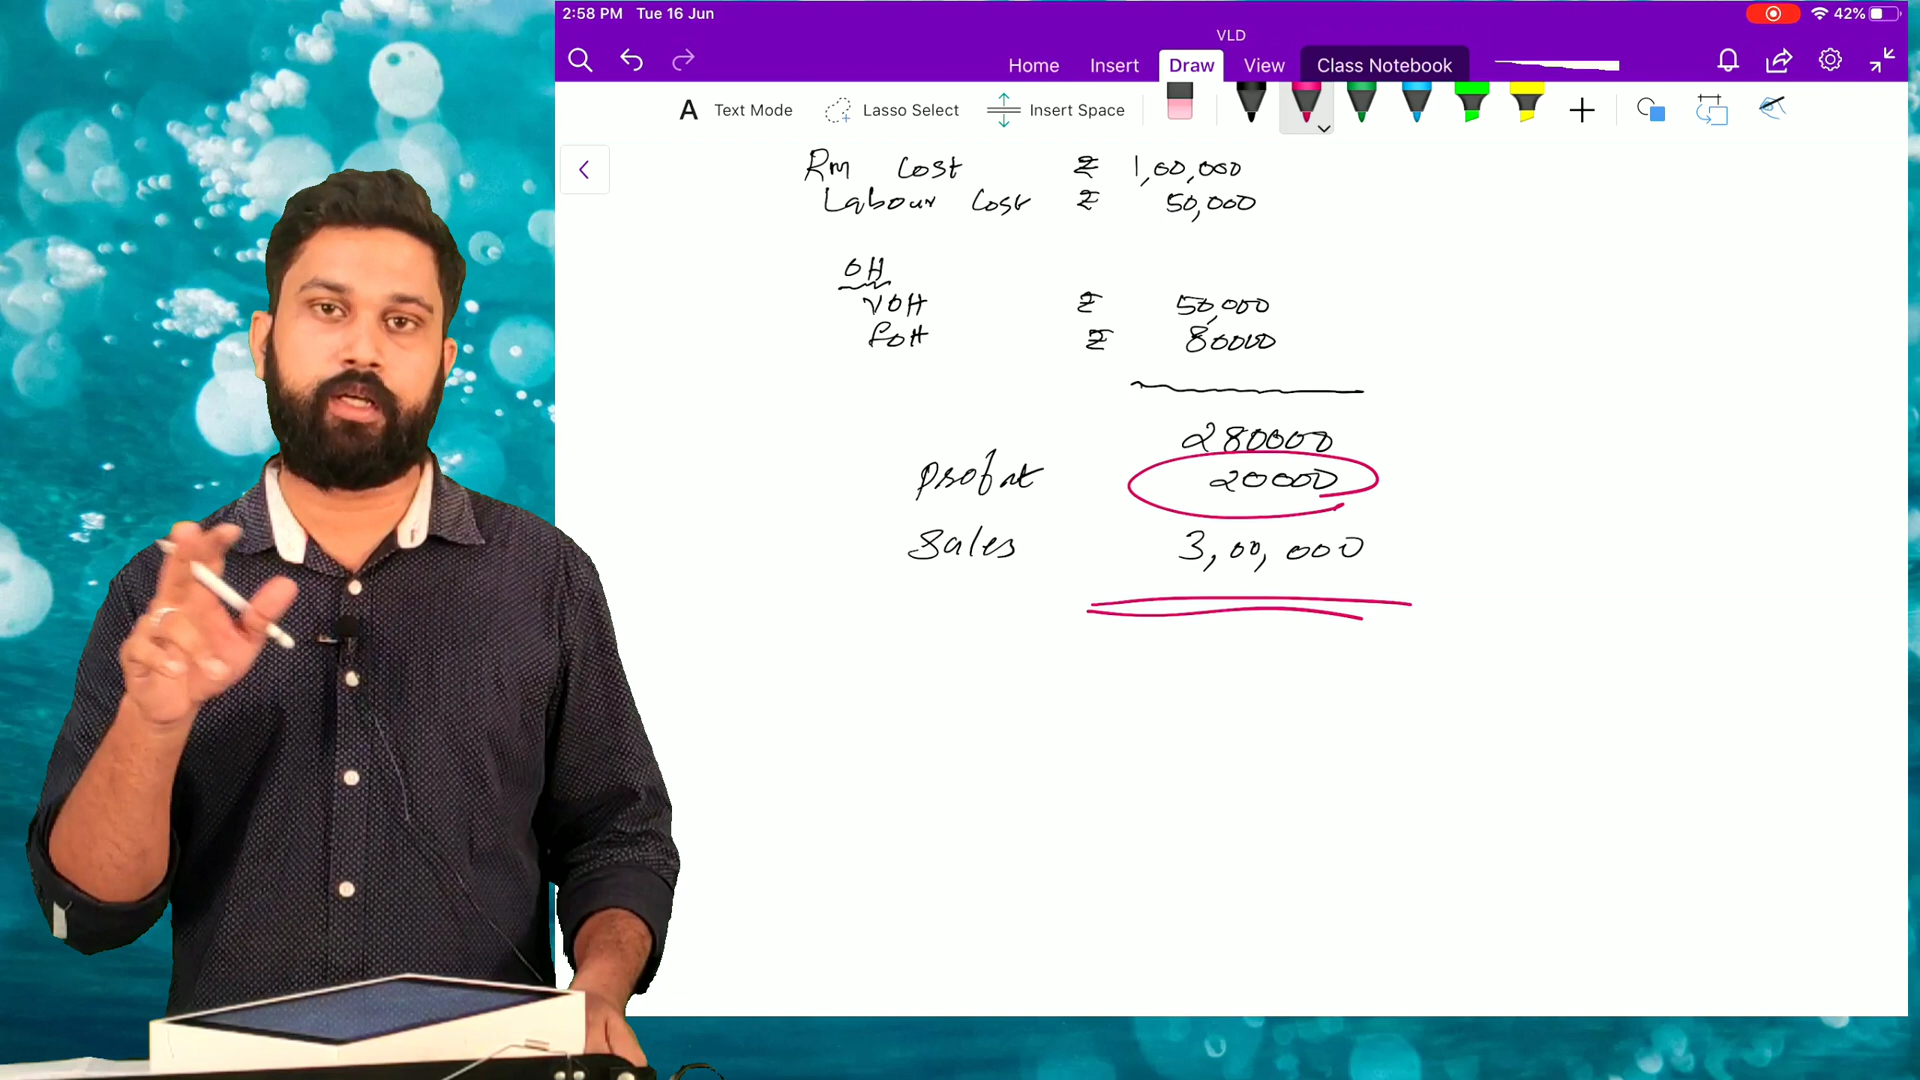 2:58 PM Tue 16 Jun
42%
VLD
Home Insert Draw View Class Notebook
A Text Mode Lasso Select Insert Space
Rm Cost ₹ 1,00,000
Labour Cost ₹ 50,000
OH
VOH ₹ 50,000
FOH ₹ 80000
280000
Profit 20000
Sales 3,00,000